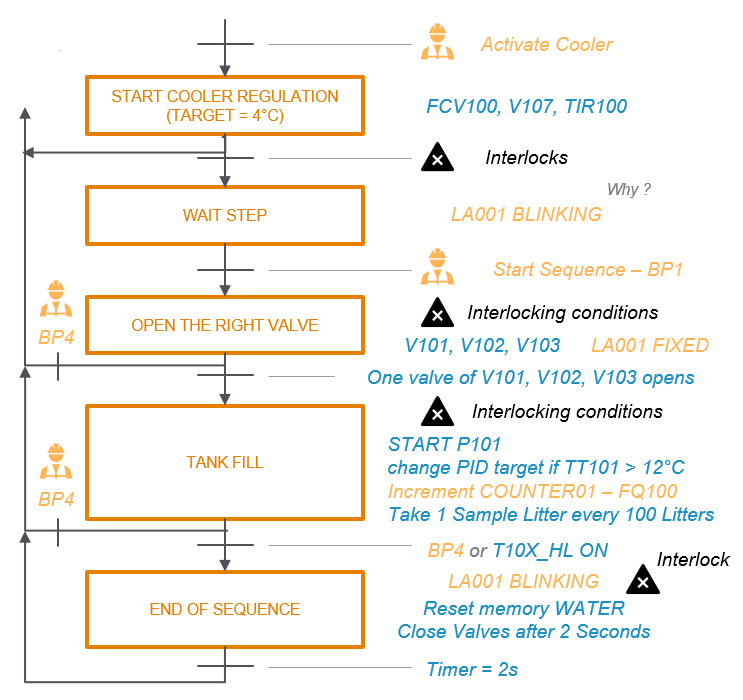 Activate Cooler
START COOLER REGULATION
(TARGET = 4°C)
FCV100, V107, TIR100
Interlocks
Why ?
WAIT STEP
LA001 BLINKING
Start Sequence – BP1
Interlocking conditions
BP4
OPEN THE RIGHT VALVE
V101, V102, V103
LA001 FIXED
One valve of V101, V102, V103 opens
Interlocking conditions
START P101
TANK FILL
change PID target if TT101 > 12°C
BP4
Increment COUNTER01 – FQ100
Take 1 Sample Litter every 100 Litters
BP4 or T10X_HL ON
Interlock
LA001 BLINKING
END OF SEQUENCE
Reset memory WATER
Close Valves after 2 Seconds
Timer = 2s